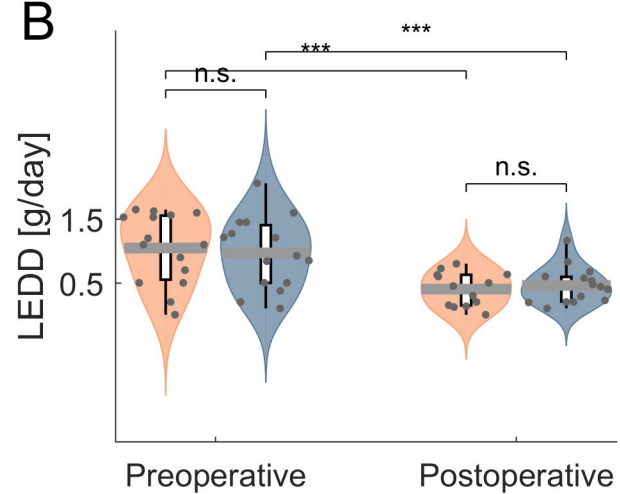 B
***
***
n.s.
n.s.
LEDD [g/day]
1.5
0.5
Preoperative
Postoperative